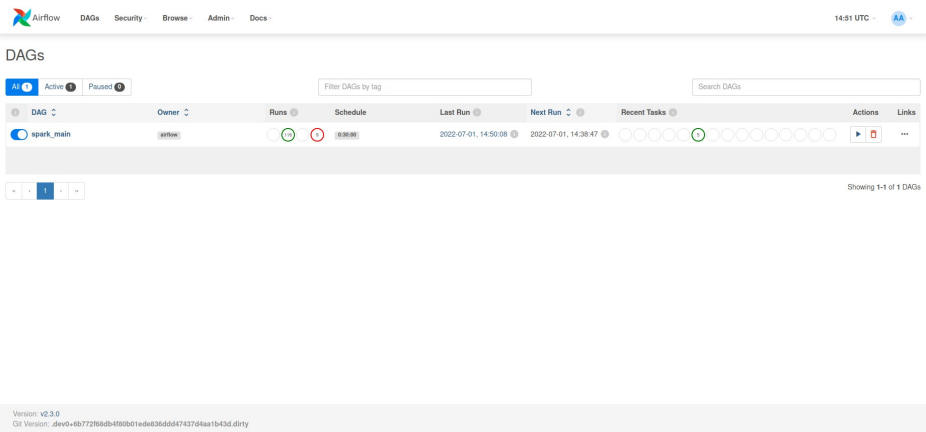 Airflow DAGs Security Browse Admin Docs 14:51 UTC AA
DAGs
All 1 Active 1 Paused 0 Filter DAGs by tag Search DAGs
i DAG Owner Runs i Schedule Last Run i Next Run i Recent Tasks i Actions Links
spark_main airflow 5 0:30:00 2022-07-01, 14:50:08 i 2022-07-01, 14:38:47 i 5 ...
« ‹ 1 › » Showing 1-1 of 1 DAGs
Version: v2.3.0
Git Version: .dev0+6b772f68db4f80b01ede836ddd47437d4aa1b43d.dirty